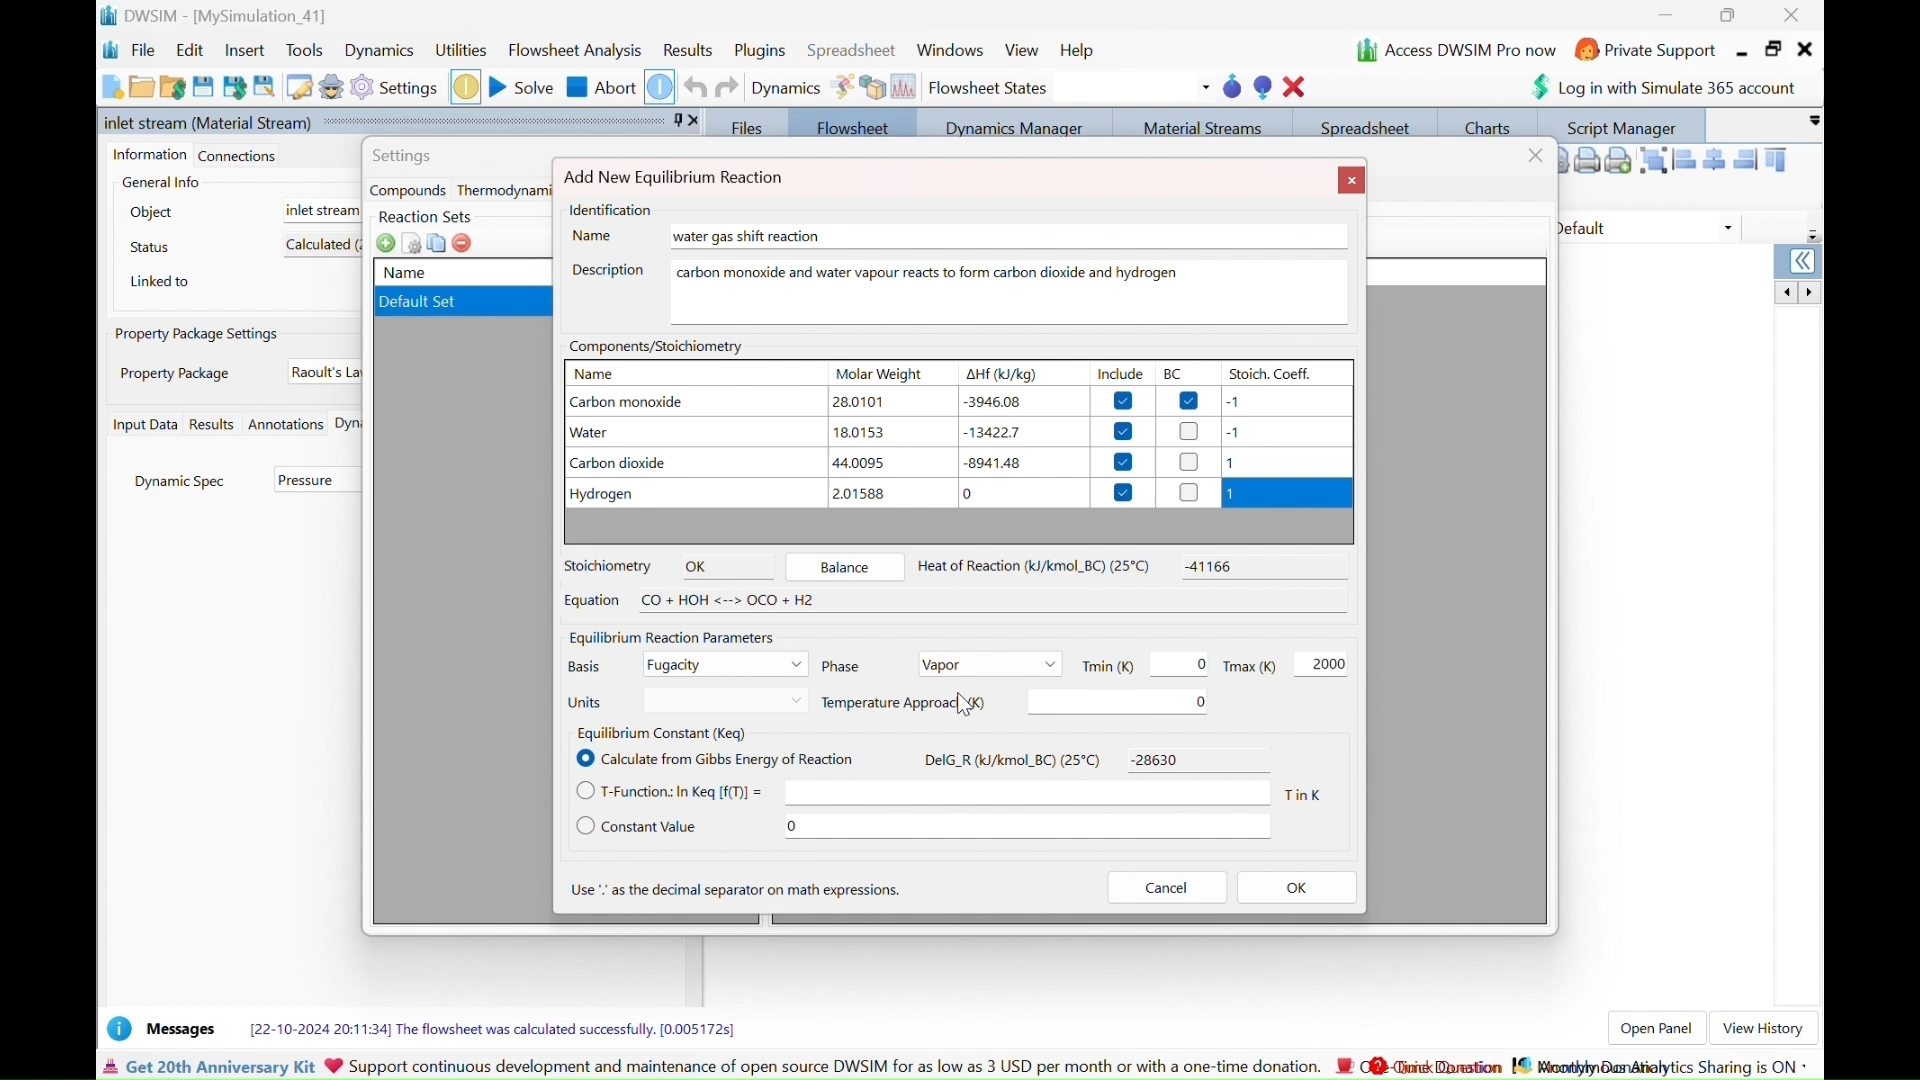 DWSIM - [MySimulation_41]
File Edit Insert Tools Dynamics Utilities Flowsheet Analysis Results Plugins Spreadsheet Windows View Help Access DWSIM Pro now Private Support
Settings Solve Abort Dynamics Flowsheet States Log in with Simulate 365 account
inlet stream (Material Stream) Files Flowsheet Dynamics Manager Material Streams Spreadsheet Charts Script Manager
Information Connections
General Info
Object inlet stream
Status Calculated
Linked to
Property Package Settings
Property Package Raoult's
Input Data Results Annotations
Dynamic Spec Pressure
Settings
Compounds
Reaction Sets
Name
Default Set
Default
Add New Equilibrium Reaction
Identification
Name water gas shift reaction
Description carbon monoxide and water vapour reacts to form carbon dioxide and hydrogen
Components/Stoichiometry
Name Molar Weight ΔHf (kJ/kg) Include BC Stoich. Coeff.
Carbon monoxide 28.0101 -3946.08 -1
Water 18.0153 -13422.7 -1
Carbon dioxide 44.0095 -8941.48 1
Hydrogen 2.01588 0 1
Stoichiometry OK Balance Heat of Reaction (kJ/kmol_BC) (25°C) -41166
Equation CO + HOH <--> OCO + H2
Equilibrium Reaction Parameters
Basis Fugacity Phase Vapor Tmin (K) 0 Tmax (K) 2000
Units Temperature Approach (K) 0
Equilibrium Constant (Keq)
Calculate from Gibbs Energy of Reaction DelG_R (kJ/kmol_BC) (25°C) -28630
T-Function.: ln Keq [f(T)] = T in K
Constant Value 0
Use '.' as the decimal separator on math expressions. Cancel OK
Messages [22-10-2024 20:11:34] The flowsheet was calculated successfully. [0.005172s] Open Panel View History
Get 20th Anniversary Kit Support continuous development and maintenance of open source DWSIM for as low as 3 USD per month or with a one-time donation. Analytics Sharing is ON